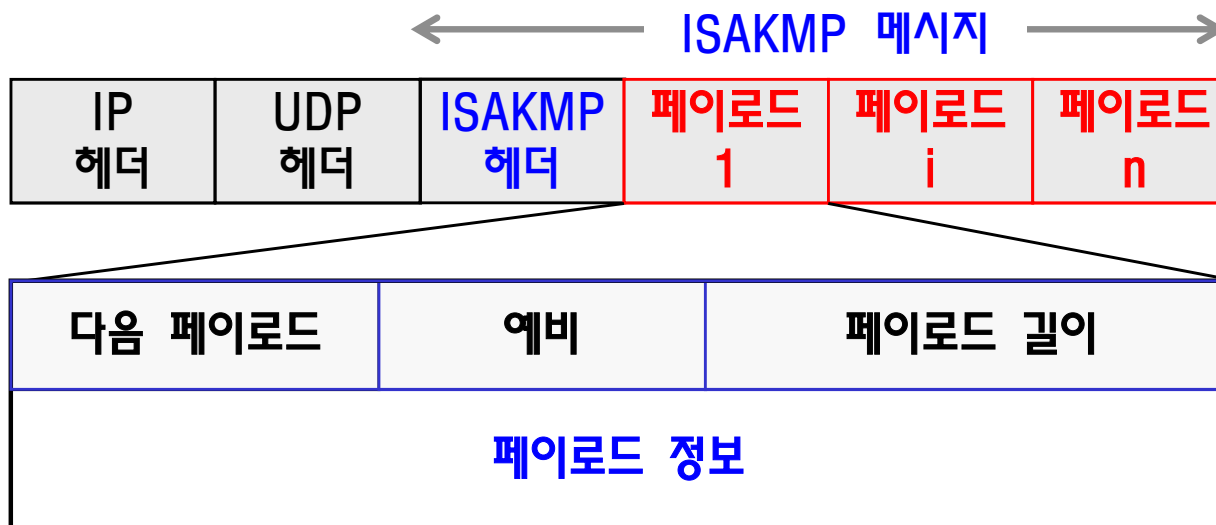 ISAKMP 메시지
IP
헤더
UDP
헤더
ISAKMP
헤더
페이로드
1
페이로드
i
페이로드
n
다음 페이로드
예비
페이로드 길이
페이로드 정보